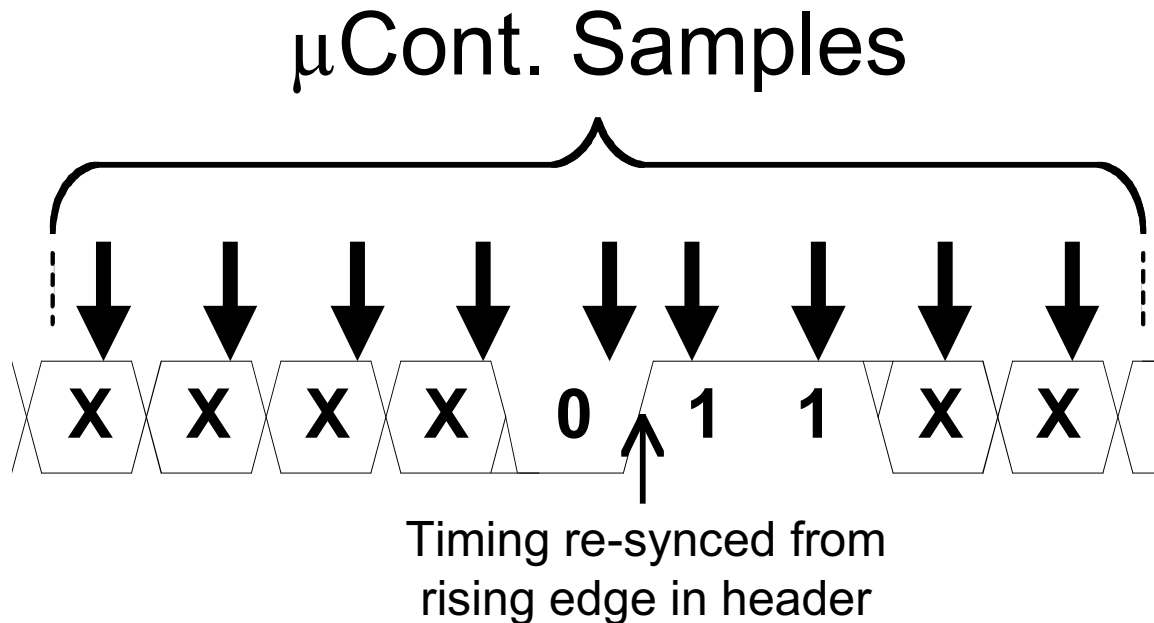 μCont. Samples
X X X X 0 1 1 X X
Timing re-synced from
rising edge in header